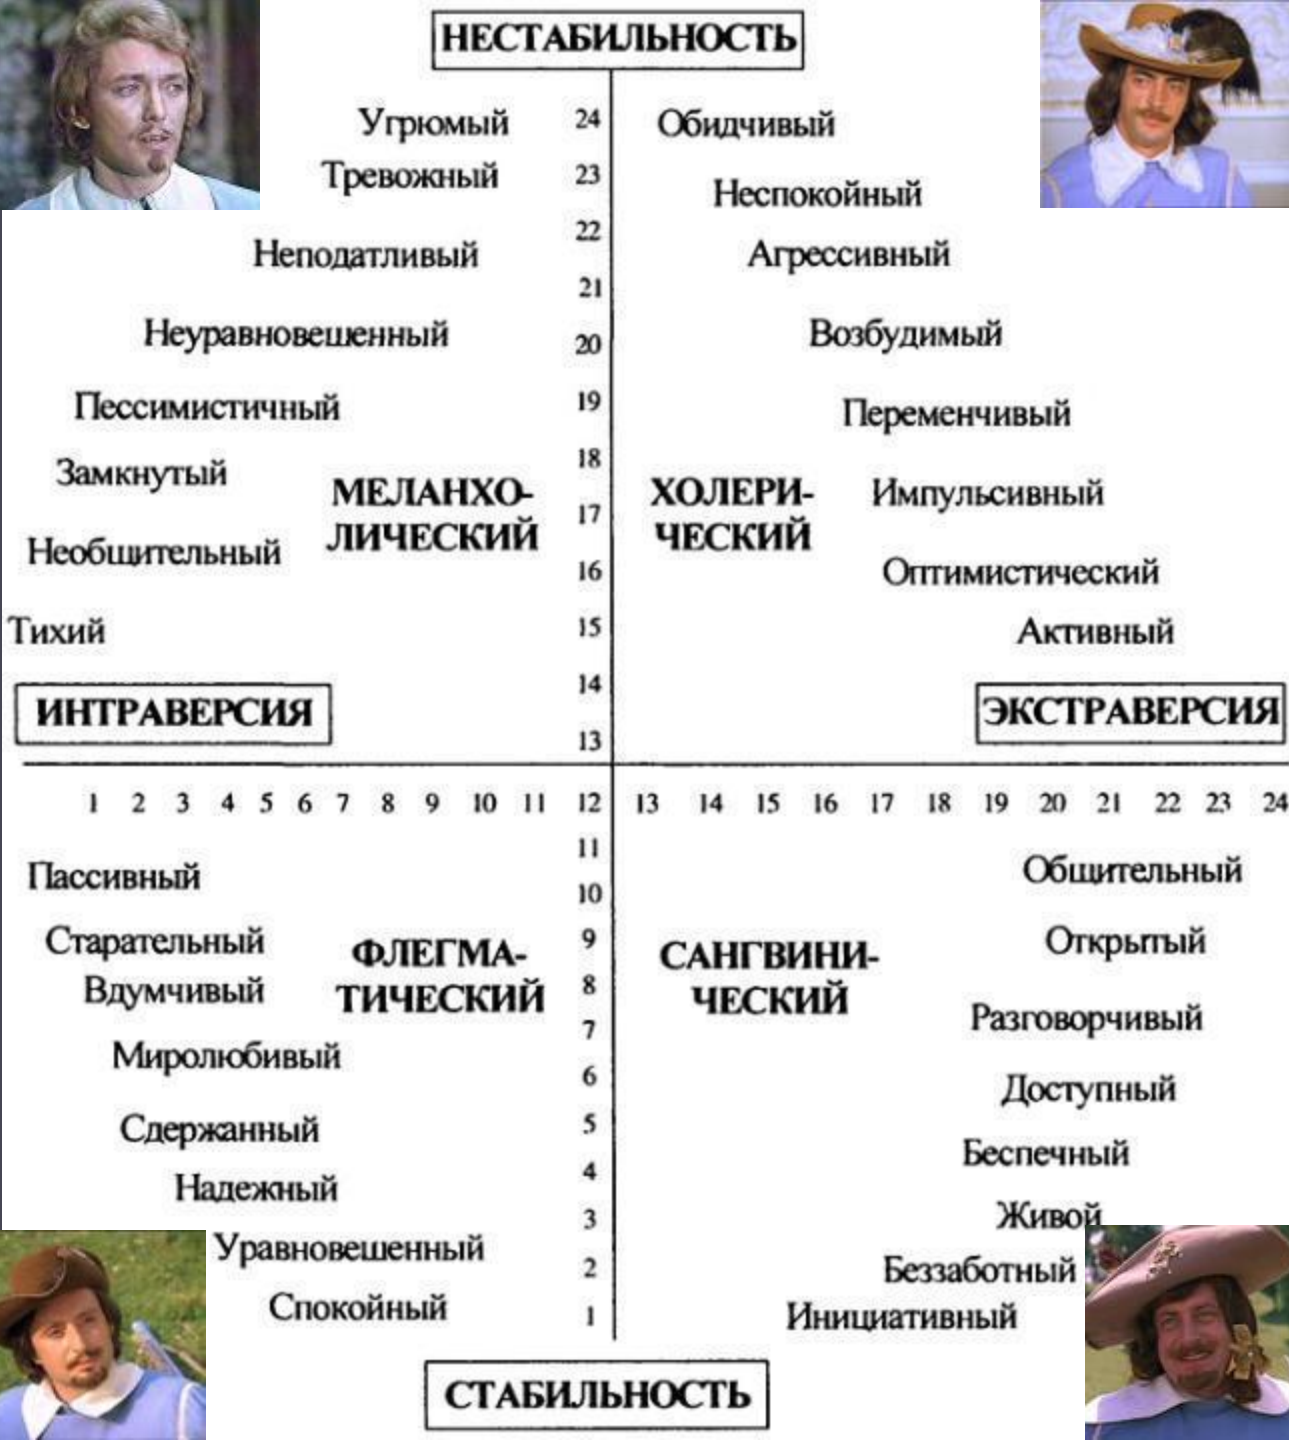 НЕСТАБИЛЬНОСТЬ
Угрюмый 24 Обидчивый
Тревожный 23
Неспокойный
22
Неподатливый Агрессивный
21
Неуравновешенный 20 Возбудимый
Пессимистичный 19 Переменчивый
Замкнутый 18
МЕЛАНХО- ХОЛЕРИ- Импульсивный
17
ЛИЧЕСКИЙ ЧЕСКИЙ
Необщительный 16 Оптимистический
Тихий 15 Активный
14
ИНТРАВЕРСИЯ ЭКСТРАВЕРСИЯ
13
1 2 3 4 5 6 7 8 9 10 11 12 13 14 15 16 17 18 19 20 21 22 23 24
11
Пассивный Общительный
10
Старательный 9 Открытый
ФЛЕГМА- САНГВИНИ-
Вдумчивый 8
ТИЧЕСКИЙ ЧЕСКИЙ
7 Разговорчивый
Миролюбивый
6 Доступный
Сдержанный 5
Беспечный
Надежный 4
3 Живой
Уравновешенный
2 Беззаботный
Спокойный 1 Инициативный
СТАБИЛЬНОСТЬ